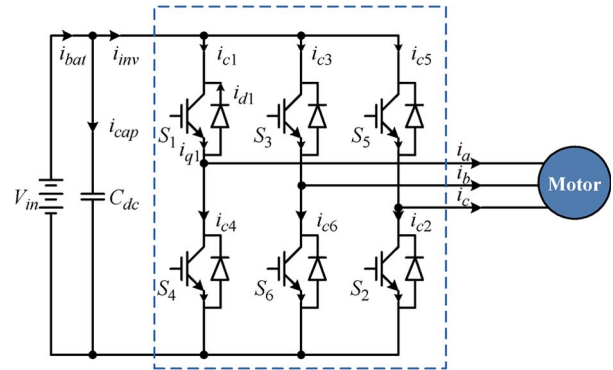 i_bat i_inv i_c1 i_c3 i_c5
i_d1
i_cap S_1 S_3 S_5
i_q1 i_a
i_b
V_in C_dc i_c Motor
i_c4 i_c6 i_c2
S_4 S_6 S_2